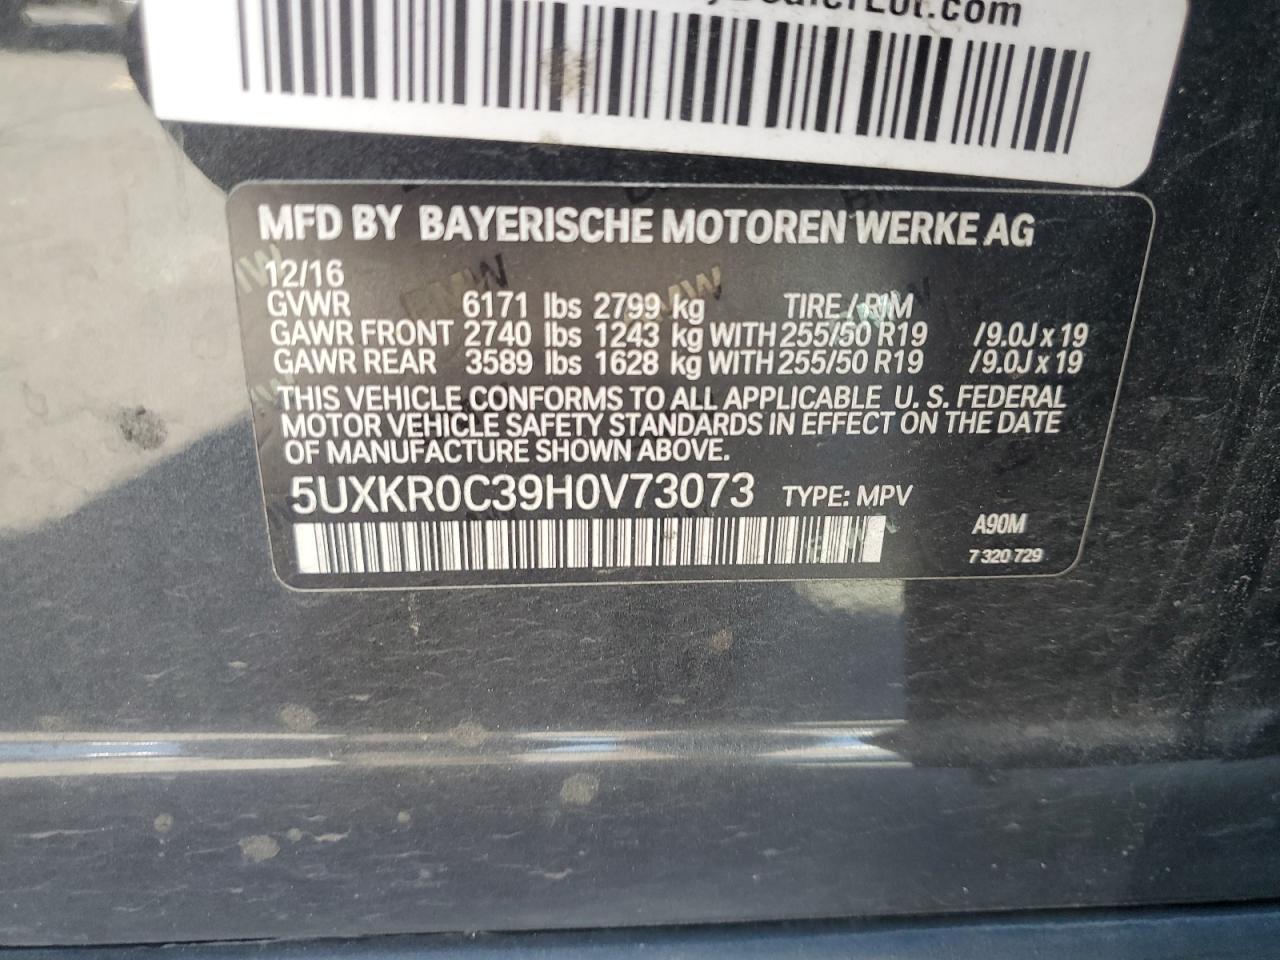 MFD BY BAYERISCHE MOTOREN WERKE AG
12/16
GVWR 6171 lbs 2799 kg TIRE / RIM
GAWR FRONT 2740 lbs 1243 kg WITH 255/50 R19 /9.0J x 19
GAWR REAR 3589 lbs 1628 kg WITH 255/50 R19 /9.0J x 19
THIS VEHICLE CONFORMS TO ALL APPLICABLE U. S. FEDERAL
MOTOR VEHICLE SAFETY STANDARDS IN EFFECT ON THE DATE
OF MANUFACTURE SHOWN ABOVE.
5UXKR0C39H0V73073 TYPE: MPV
A90M
7 320 729